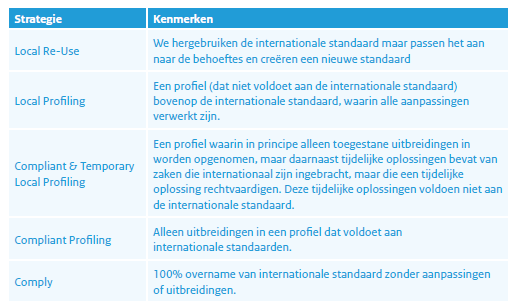 Strategie Kenmerken
Local Re-Use
We hergebruiken de internationale standaard maar passen het aan
naar de behoeftes en creëren een nieuwe standaard
Local Profiling
Een profiel (dat niet voldoet aan de internationale standaard)
bovenop de internationale standaard, waarin alle aanpassingen
verwerkt zijn.
Compliant & Temporary
Local Profiling
Een profiel waarin in principe alleen toegestane uitbreidingen in
worden opgenomen, maar daarnaast tijdelijke oplossingen bevat van
zaken die internationaal zijn ingebracht, maar die een tijdelijke
oplossing rechtvaardigen. Deze tijdelijke oplossingen voldoen niet aan
de internationale standaard.
Compliant Profiling
Alleen uitbreidingen in een profiel dat voldoet aan
internationale standaarden.
Comply
100% overname van internationale standaard zonder aanpassingen
of uitbreidingen.